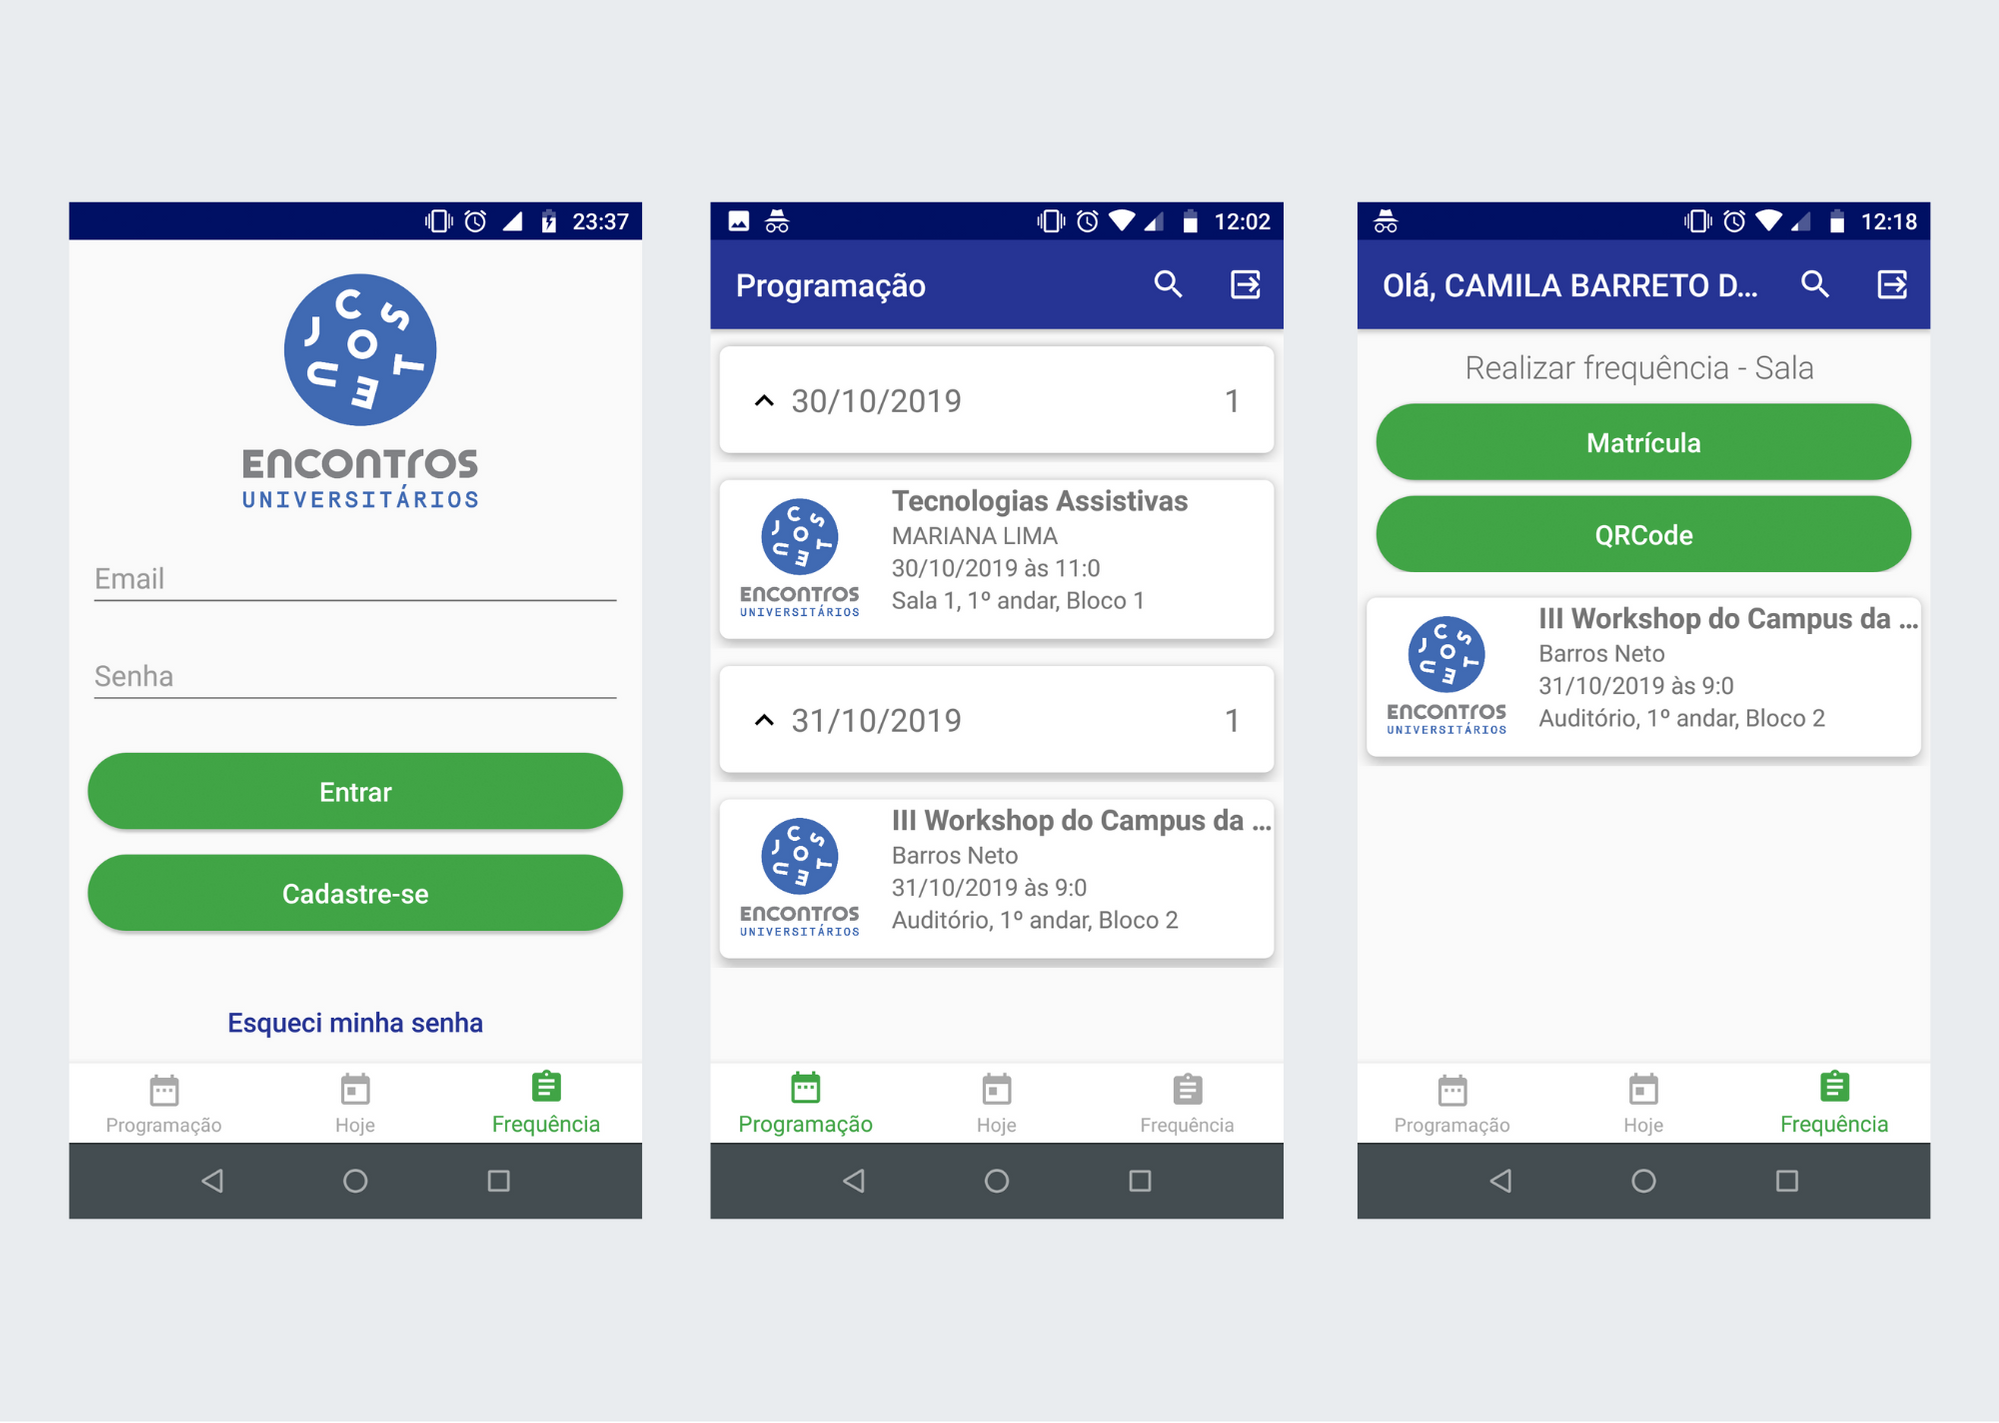 23:37
C S T E U J O
ENCONTROS
UNIVERSITÁRIOS
Email
Senha
Entrar
Cadastre-se
Esqueci minha senha
Programação
Hoje
Frequência
12:02
Programação
30/10/2019 1
C S T E U J O
ENCONTROS
UNIVERSITÁRIOS
Tecnologias Assistivas
MARIANA LIMA
30/10/2019 às 11:0
Sala 1, 1º andar, Bloco 1
31/10/2019 1
C S T E U J O
ENCONTROS
UNIVERSITÁRIOS
III Workshop do Campus da ...
Barros Neto
31/10/2019 às 9:0
Auditório, 1º andar, Bloco 2
Programação
Hoje
Frequência
12:18
Olá, CAMILA BARRETO D...
Realizar frequência - Sala
Matrícula
QRCode
C S T E U J O
ENCONTROS
UNIVERSITÁRIOS
III Workshop do Campus da ...
Barros Neto
31/10/2019 às 9:0
Auditório, 1º andar, Bloco 2
Programação
Hoje
Frequência